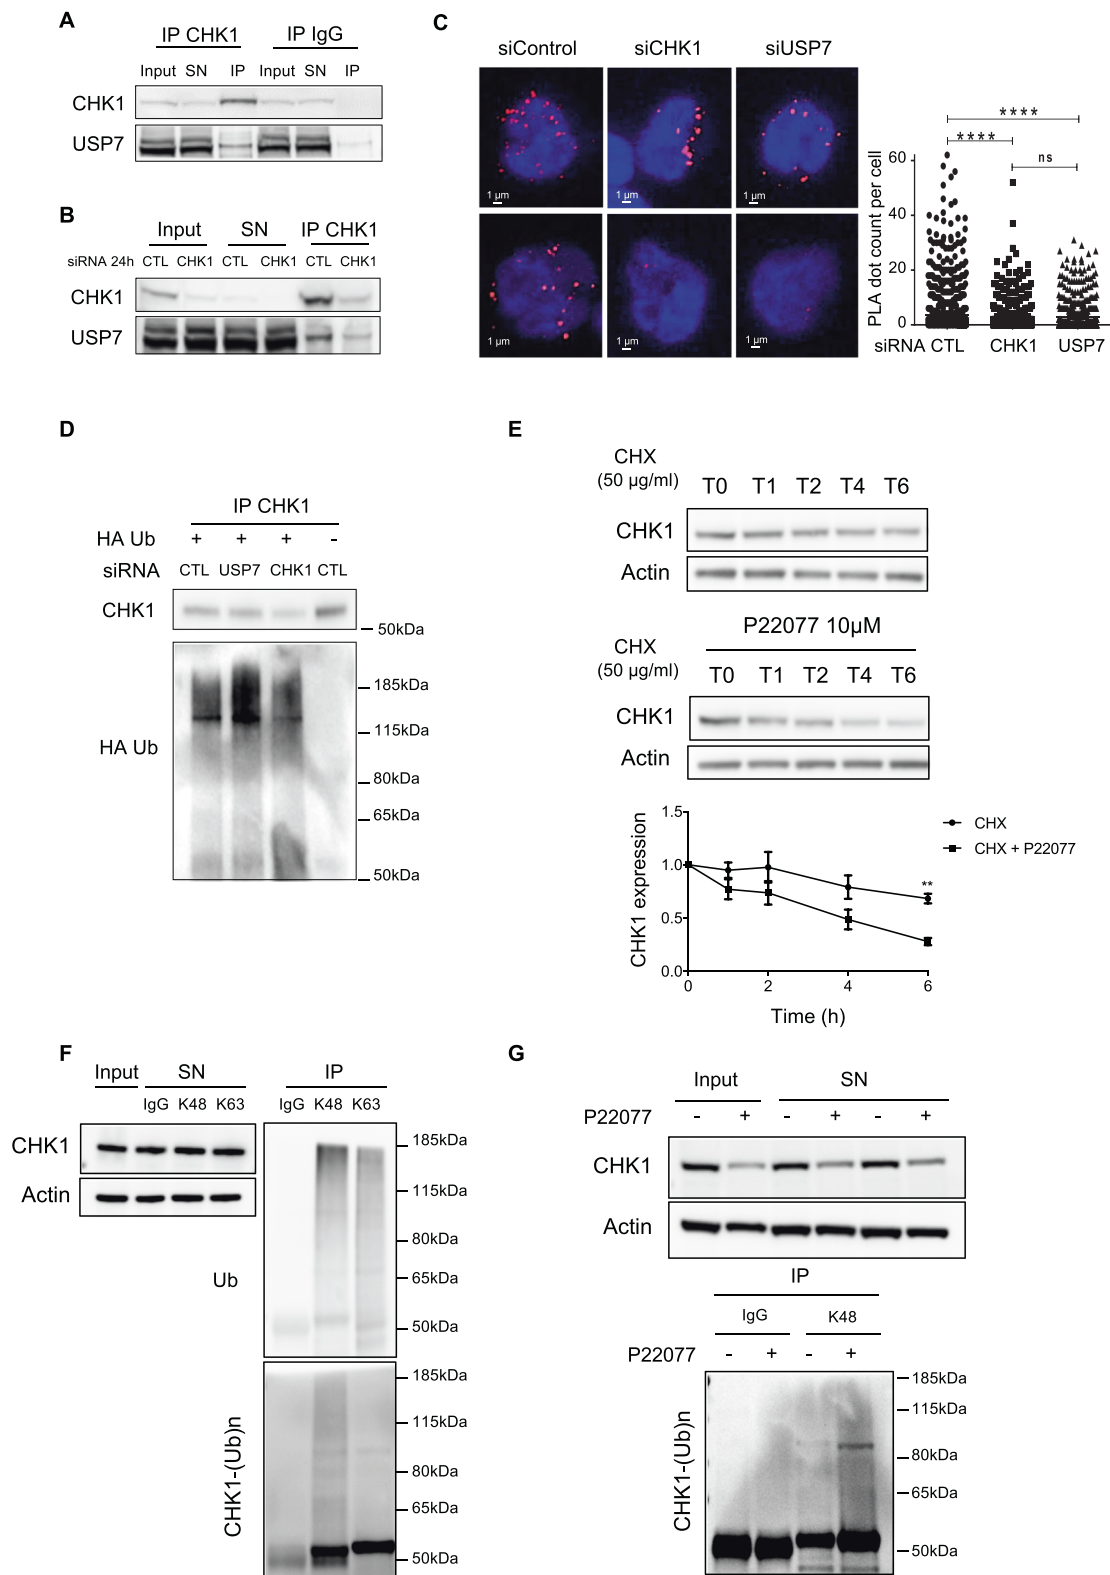 A
IP CHK1 IP IgG
Input SN IP Input SN IP
CHK1
USP7
B
Input SN IP CHK1
siRNA 24h CTL CHK1 CTL CHK1 CTL CHK1
CHK1
USP7
C
siControl siCHK1 siUSP7
1 µm 1 µm 1 µm
1 µm 1 µm 1 µm
****
****
ns
PLA dot count per cell
60
40
20
0
siRNA CTL CHK1 USP7
D
IP CHK1
HA Ub + + + -
siRNA CTL USP7 CHK1 CTL
CHK1
50kDa
185kDa
115kDa
HA Ub
80kDa
65kDa
50kDa
E
CHX
(50 µg/ml) T0 T1 T2 T4 T6
CHK1
Actin
P22077 10µM
CHX
(50 µg/ml) T0 T1 T2 T4 T6
CHK1
Actin
CHK1 expression
1.5
1.0
0.5
0.0
0 2 4 6
Time (h)
**
CHX
CHX + P22077
F
Input SN IP
IgG K48 K63 IgG K48 K63
CHK1
Actin
Ub
185kDa
115kDa
80kDa
65kDa
50kDa
CHK1-(Ub)n
185kDa
115kDa
80kDa
65kDa
50kDa
G
Input SN
P22077 - + - + - +
CHK1
Actin
IP
IgG K48
P22077 - + - +
CHK1-(Ub)n
185kDa
115kDa
80kDa
65kDa
50kDa